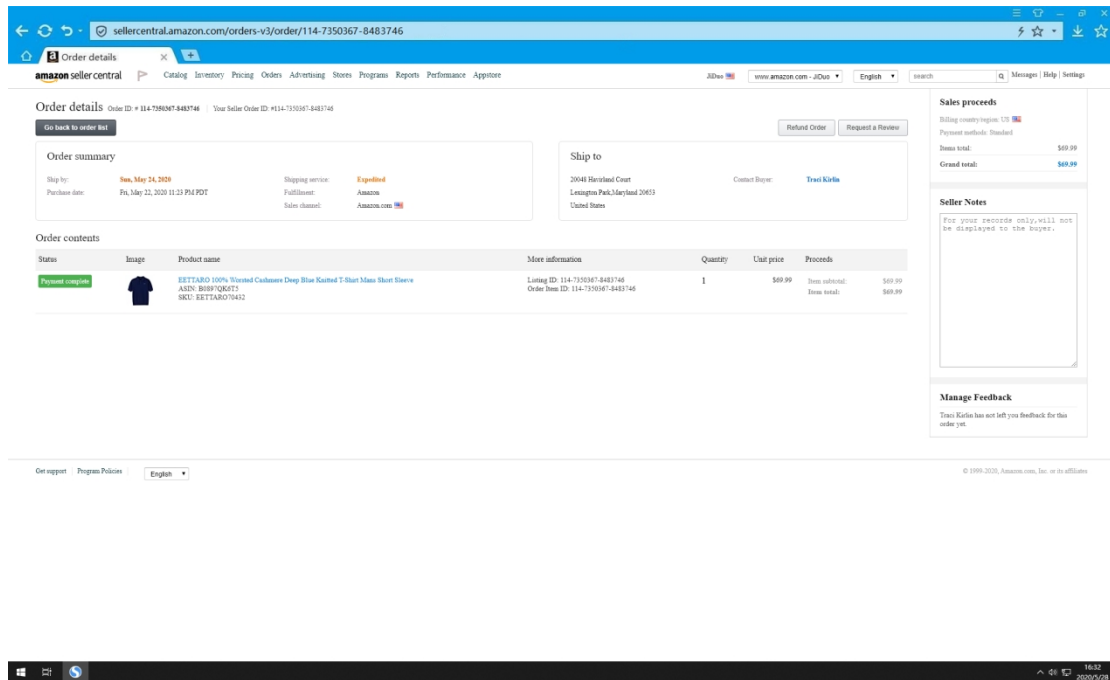 sellercentral.amazon.com/orders-v3/order/114-7350367-8483746
Order details
amazon seller central Catalog Inventory Pricing Orders Advertising Stores Programs Reports Performance Appstore JiDuo www.amazon.com - JiDuo English search Messages | Help | Settings
Order details Order ID: # 114-7350367-8483746 Your Seller Order ID: #114-7350367-8483746
Go back to order list Refund Order Request a Review
Order summary
Ship by: Sun, May 24, 2020 Shipping service: Expedited
Purchase date: Fri, May 22, 2020 11:23 PM PDT Fulfillment: Amazon
Sales channel: Amazon.com
Ship to
20048 Havirland Court Contact Buyer: Traci Kirlin
Lexington Park,Maryland 20653
United States
Order contents
Status Image Product name More information Quantity Unit price Proceeds
Payment complete EETTARO 100% Worsted Cashmere Deep Blue Knitted T-Shirt Mans Short Sleeve Listing ID: 114-7350367-8483746 1 $69.99 Item subtotal: $69.99
ASIN: B0897QK6T5 Order Item ID: 114-7350367-8483746 Item total: $69.99
SKU: EETTARO70432
Sales proceeds
Billing country/region: US
Payment methods: Standard
Items total: $69.99
Grand total: $69.99
Seller Notes
For your records only,will not
be displayed to the buyer.
Manage Feedback
Traci Kirlin has not left you feedback for this
order yet.
Get support Program Policies English © 1999-2020, Amazon.com, Inc. or its affiliates
16:32
2020/5/28